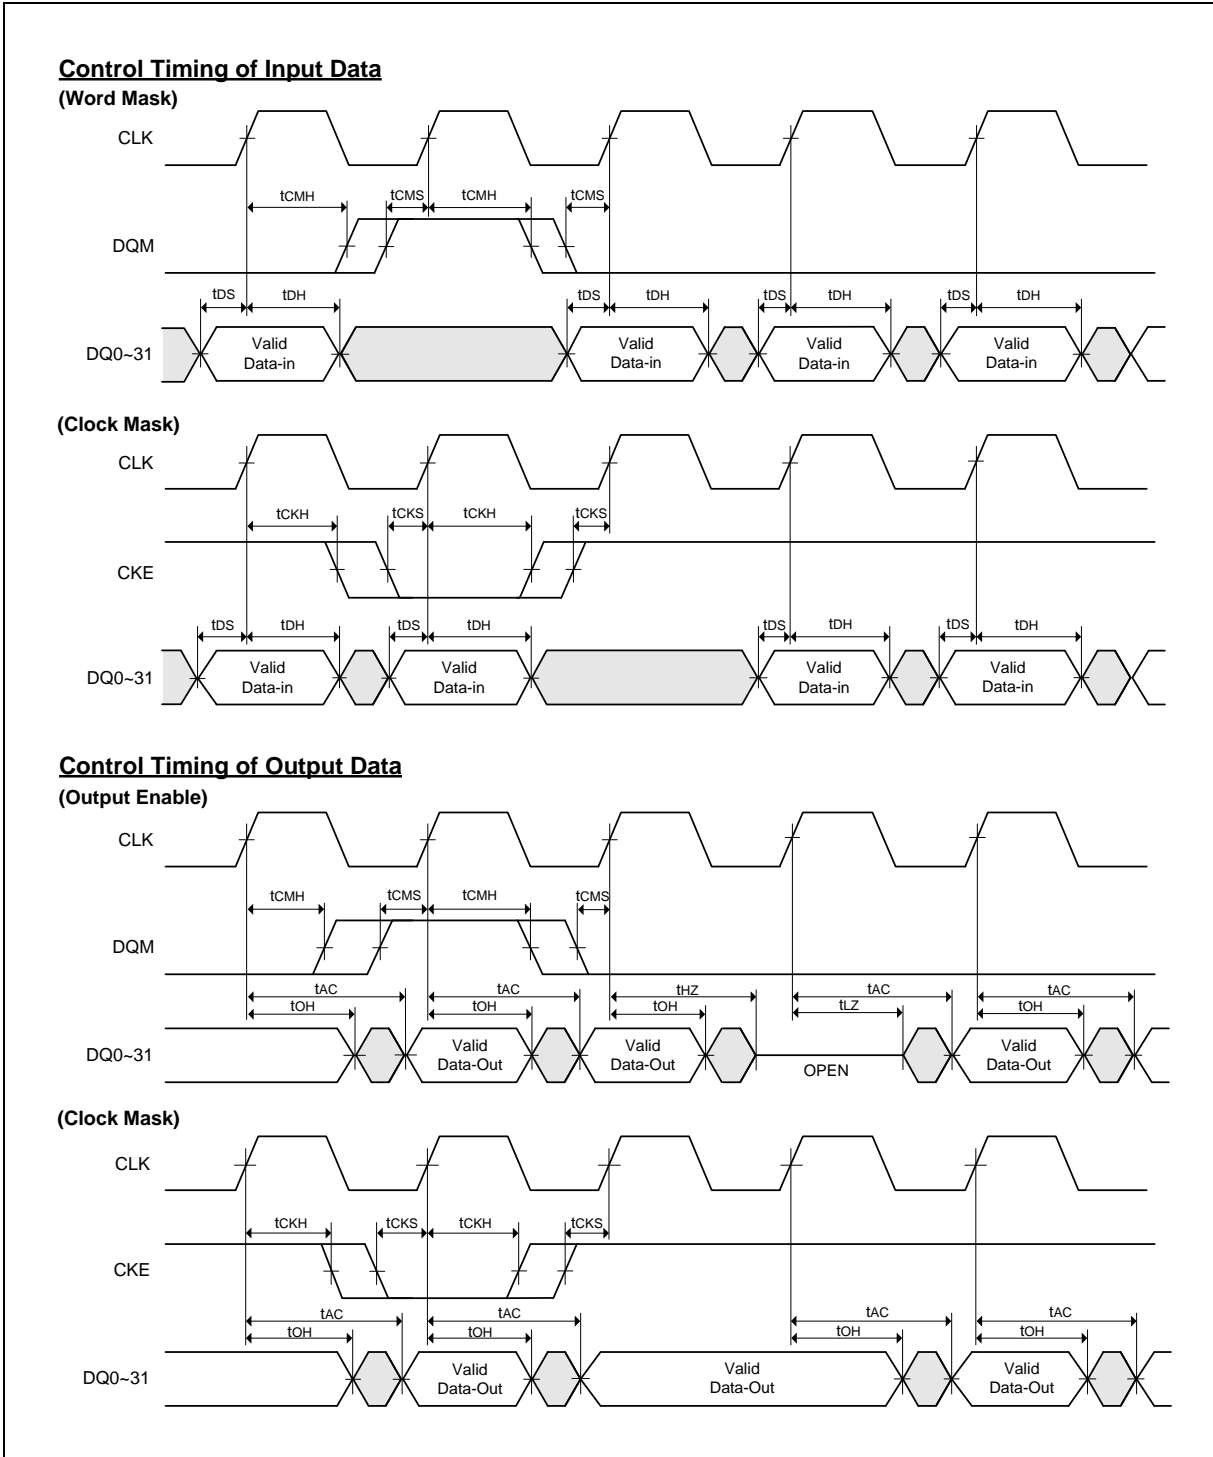 Control Timing of Input Data
(Word Mask)
CLK
tCMH tCMS tCMH tCMS
DQM
tDS tDH tDS tDH tDS tDH tDS tDH
DQ0~31
Valid Data-in
Valid Data-in
Valid Data-in
Valid Data-in
(Clock Mask)
CLK
tCKH tCKS tCKH tCKS
CKE
tDS tDH tDS tDH tDS tDH tDS tDH
DQ0~31
Valid Data-in
Valid Data-in
Valid Data-in
Valid Data-in
Control Timing of Output Data
(Output Enable)
CLK
tCMH tCMS tCMH tCMS
DQM
tAC tAC tHZ tAC tAC
tOH tOH tOH tLZ tOH
DQ0~31
Valid Data-Out
Valid Data-Out
OPEN
Valid Data-Out
(Clock Mask)
CLK
tCKH tCKS tCKH tCKS
CKE
tAC tAC tAC tAC
tOH tOH tOH tOH
DQ0~31
Valid Data-Out
Valid Data-Out
Valid Data-Out